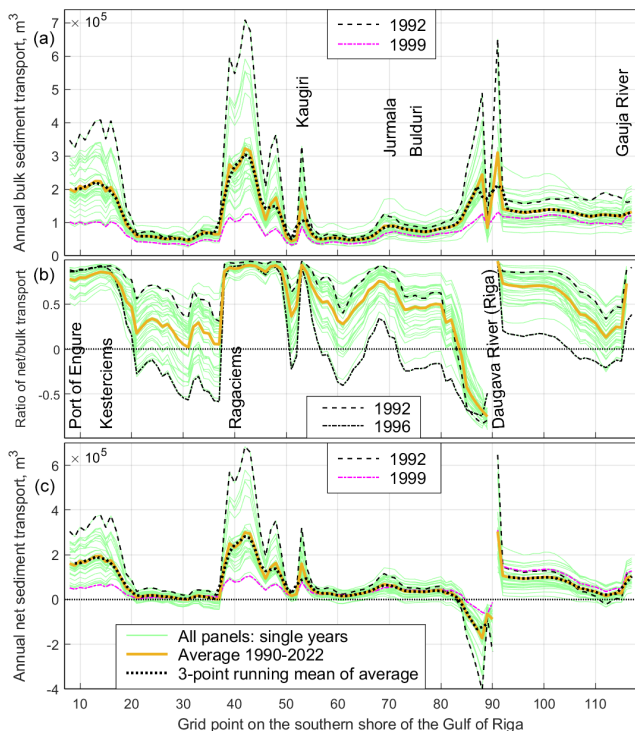 × 10⁵
(a)
Annual bulk sediment transport, m³
7
6
5
4
3
2
1
0
1992
1999
Kaugiri
Jurmala
Bulduri
Gauja River
(b)
Ratio of net/bulk transport
0.5
0
-0.5
Port of Engure
Kesterciems
Ragaciems
Daugava River (Riga)
1992
1996
× 10⁵
(c)
Annual net sediment transport, m³
6
4
2
0
-2
-4
1992
1999
All panels: single years
Average 1990-2022
3-point running mean of average
10 20 30 40 50 60 70 80 90 100 110
Grid point on the southern shore of the Gulf of Riga